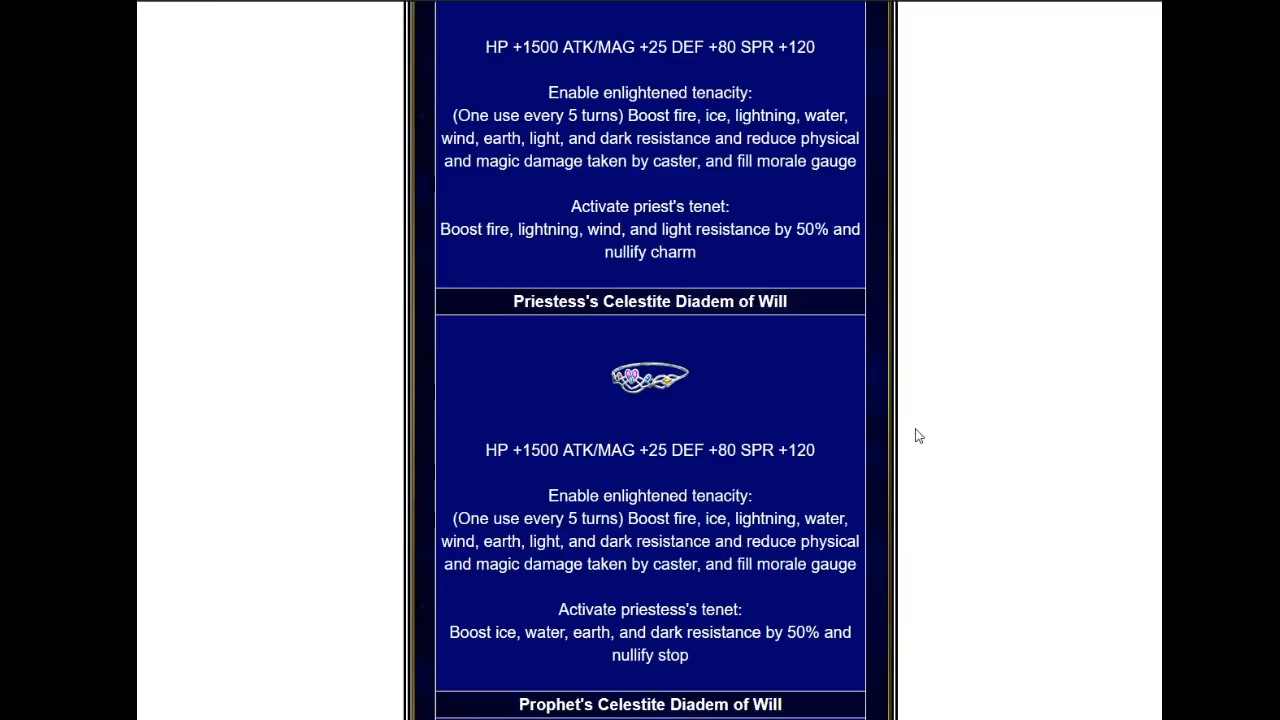 HP +1500 ATK/MAG +25 DEF +80 SPR +120
Enable enlightened tenacity:
(One use every 5 turns) Boost fire, ice, lightning, water,
wind, earth, light, and dark resistance and reduce physical
and magic damage taken by caster, and fill morale gauge
Activate priest's tenet:
Boost fire, lightning, wind, and light resistance by 50% and
nullify charm
Priestess's Celestite Diadem of Will
HP +1500 ATK/MAG +25 DEF +80 SPR +120
Enable enlightened tenacity:
(One use every 5 turns) Boost fire, ice, lightning, water,
wind, earth, light, and dark resistance and reduce physical
and magic damage taken by caster, and fill morale gauge
Activate priestess's tenet:
Boost ice, water, earth, and dark resistance by 50% and
nullify stop
Prophet's Celestite Diadem of Will